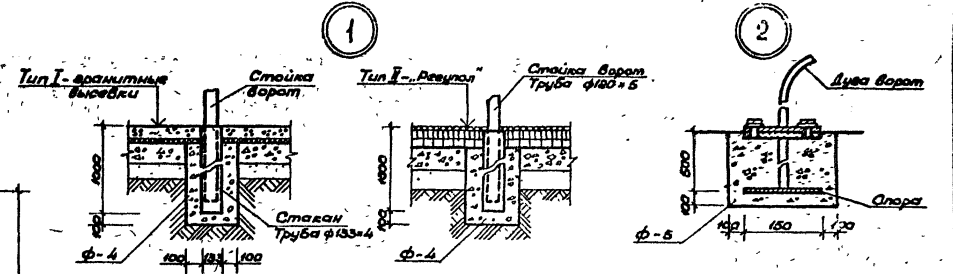 1
2
Тип I - гранитные
высевки
Стойка
ворот
Тип II - „Регупол“
Стойка ворот
Труба ф120×5
Дуга ворот
1000
100
1000
100
500
100
Стакан
Труба ф133×4
Опора
ф-4
100 133 100
ф-4
ф-5
100 150 100